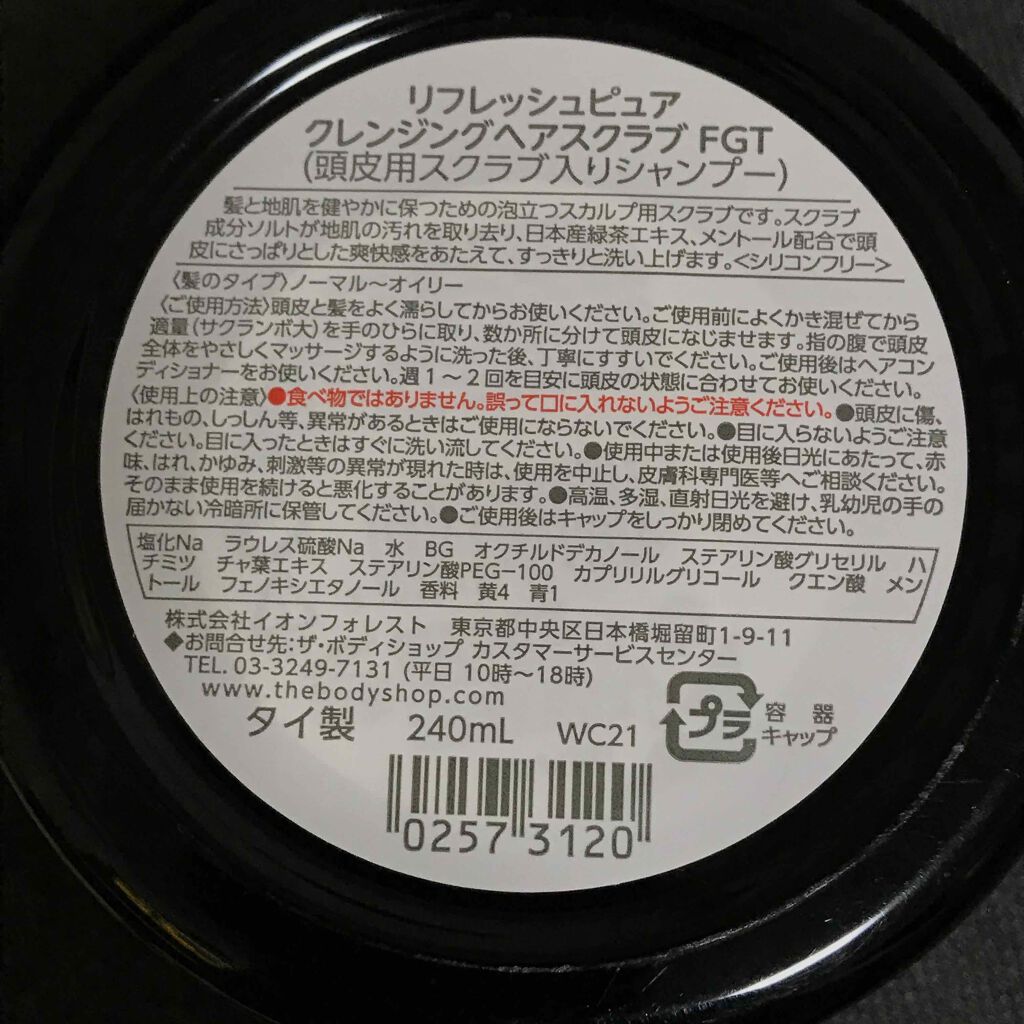 リフレッシュピュア
クレンジングヘアスクラブ FGT
(頭皮用スクラブ入りシャンプー)
髪と地肌を健やかに保つための泡立つスカルプ用スクラブです。スクラブ
成分ソルトが地肌の汚れを取り去り、日本産緑茶エキス、メントール配合で頭
皮にさっぱりとした爽快感をあたえて、すっきりと洗い上げます。<シリコンフリー>
〈髪のタイプ〉ノーマル〜オイリー
〈ご使用方法〉頭皮と髪をよく濡らしてからお使いください。ご使用前によくかき混ぜてから
適量(サクランボ大)を手のひらに取り、数か所に分けて頭皮になじませます。指の腹で頭皮
全体をやさしくマッサージするように洗った後、丁寧にすすいでください。ご使用後はヘアコン
ディショナーをお使いください。週1〜2回を目安に頭皮の状態に合わせてお使いください。
〈使用上の注意〉●食べ物ではありません。誤って口に入れないようご注意ください。●頭皮に傷、
はれもの、しっしん等、異常があるときはご使用にならないでください。●目に入らないようご注意
ください。目に入ったときはすぐに洗い流してください。●使用中または使用後日光にあたって、赤
味、はれ、かゆみ、刺激等の異常が現れた時は、使用を中止し、皮膚科専門医等へご相談ください。
そのまま使用を続けると悪化することがあります。●高温、多湿、直射日光を避け、乳幼児の手の
届かない冷暗所に保管してください。●ご使用後はキャップをしっかり閉めてください。
塩化Na ラウレス硫酸Na 水 BG オクチルドデカノール ステアリン酸グリセリル ハ
チミツ チャ葉エキス ステアリン酸PEG-100 カプリリルグリコール クエン酸 メン
トール フェノキシエタノール 香料 黄4 青1
株式会社イオンフォレスト 東京都中央区日本橋堀留町1-9-11
◆お問合せ先:ザ・ボディショップ カスタマーサービスセンター
TEL. 03-3249-7131 (平日 10時〜18時)
www.thebodyshop.com
タイ製 240mL WC21
プラ
容器
キャップ
0257 3120